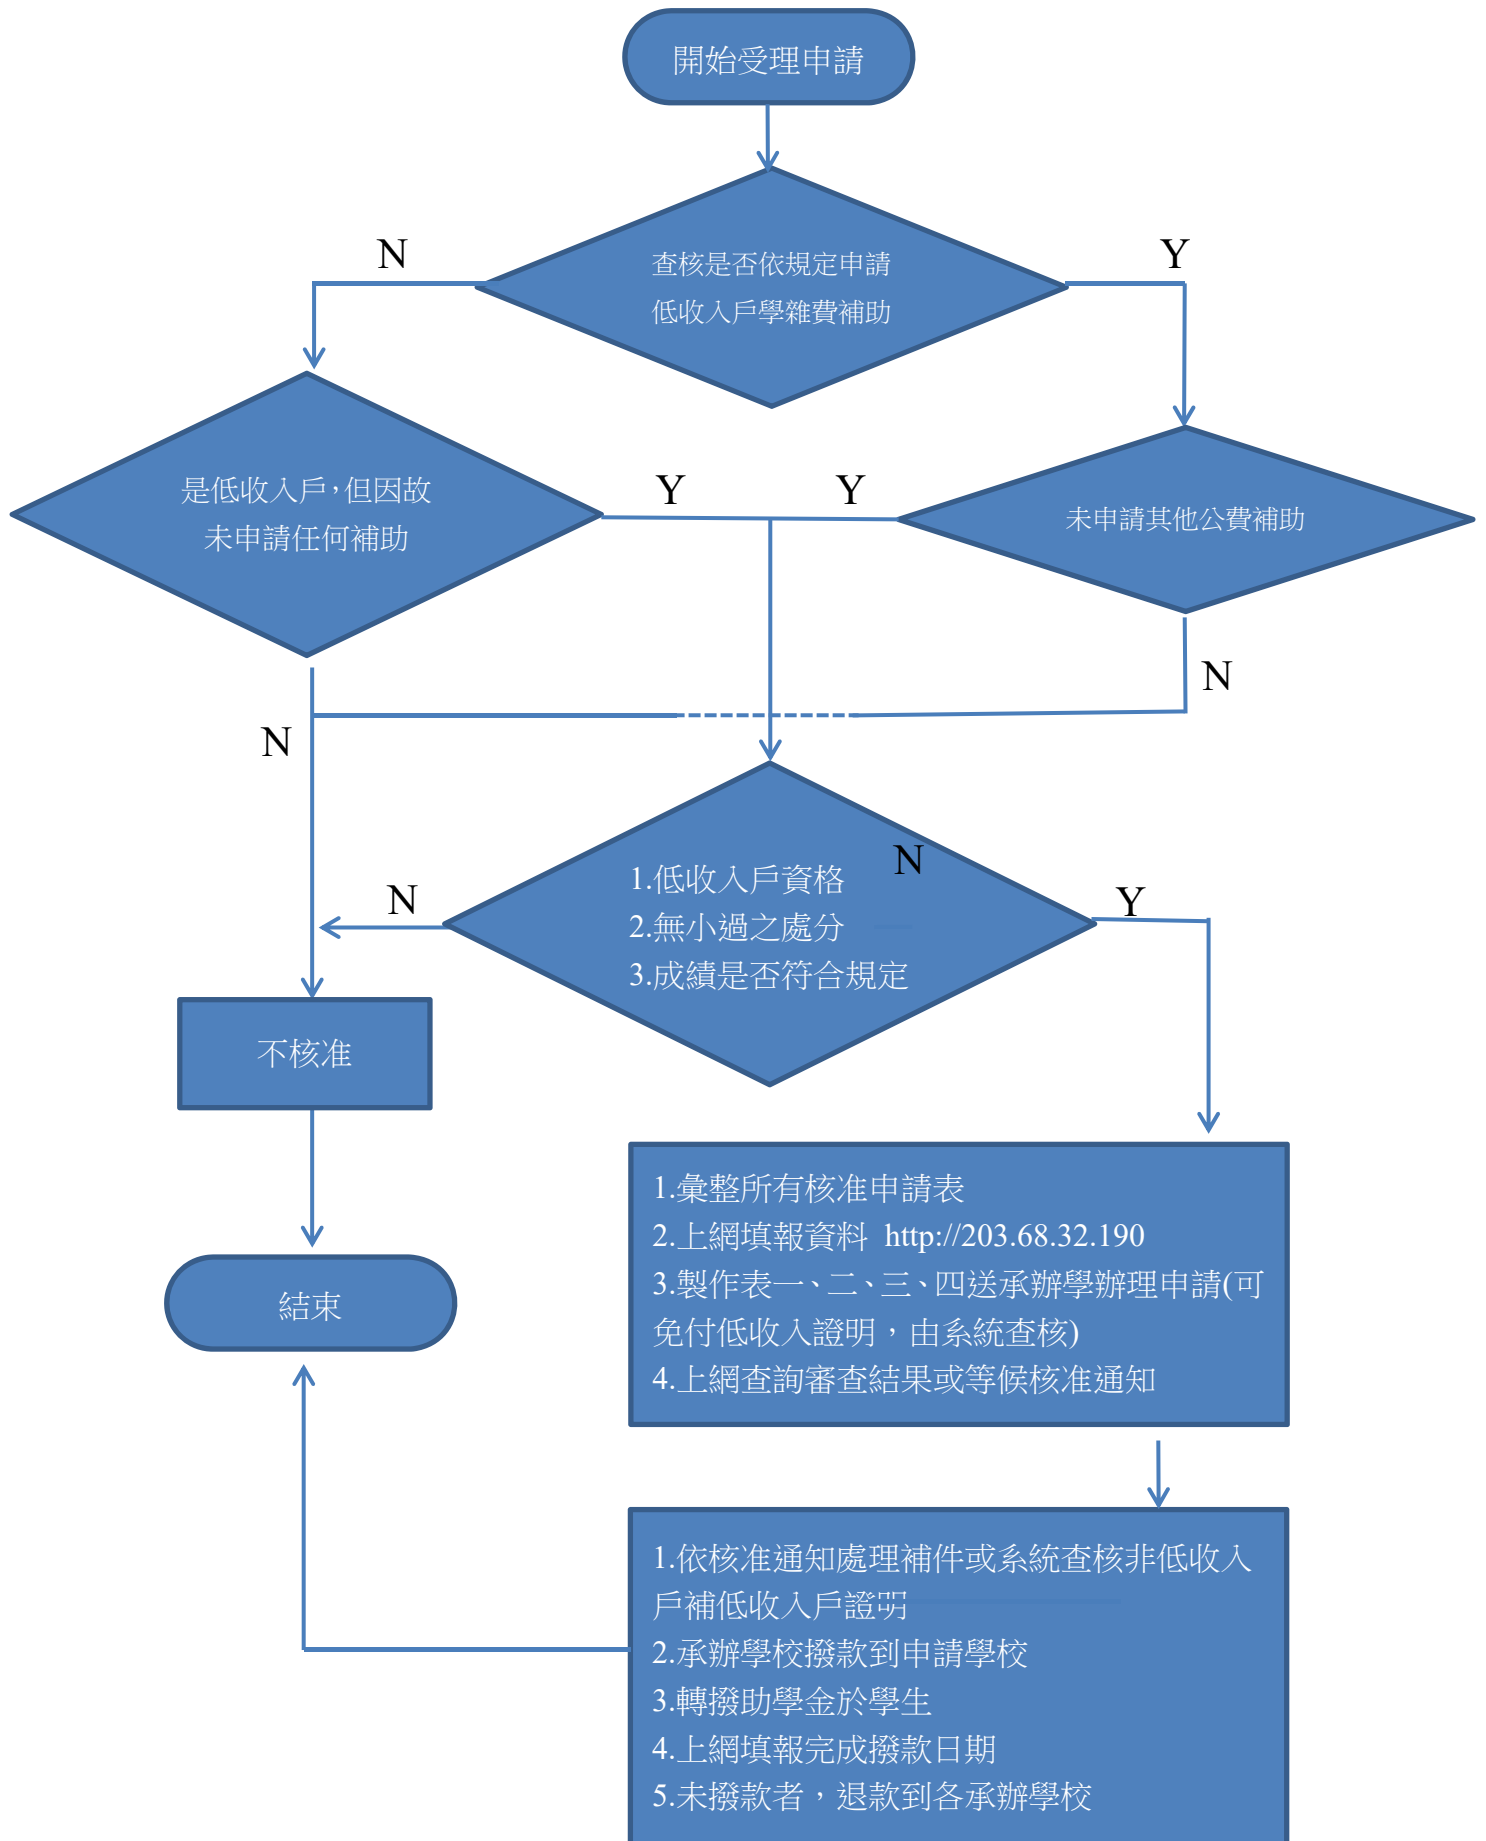 開始受理申請
N
Y
查核是否依規定申請
低收入戶學雜費補助
是低收入戶，但因故
未申請任何補助
Y
Y
未申請其他公費補助
N
N
N
1.低收入戶資格
2.無小過之處分
3.成績是否符合規定
N
Y
不核准
1.彙整所有核准申請表
2.上網填報資料 http://203.68.32.190
3.製作表一、二、三、四送承辦學辦理申請(可
免付低收入證明，由系統查核)
4.上網查詢審查結果或等候核准通知
結束
1.依核准通知處理補件或系統查核非低收入
戶補低收入戶證明
2.承辦學校撥款到申請學校
3.轉撥助學金於學生
4.上網填報完成撥款日期
5.未撥款者，退款到各承辦學校